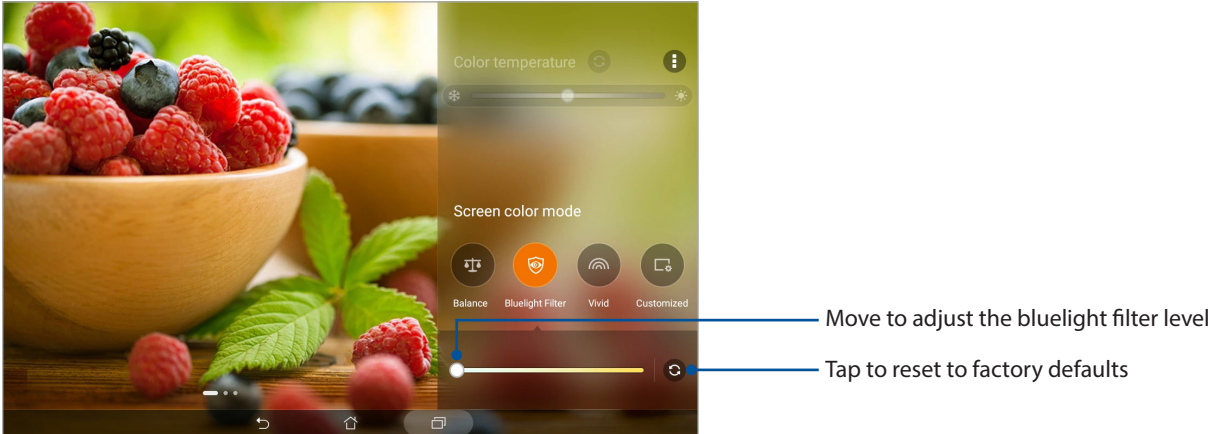 Color temperature
Screen color mode
Balance Bluelight Filter Vivid Customized
Move to adjust the bluelight filter level
Tap to reset to factory defaults